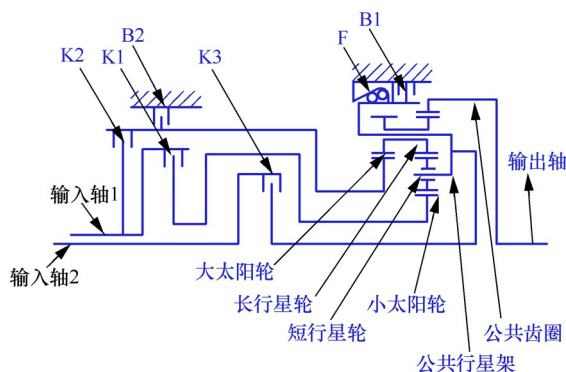 B1
F
B2
K3
K1
K2
输出轴
输入轴1
输入轴2
大太阳轮
长行星轮
小太阳轮
短行星轮
公共齿圈
公共行星架